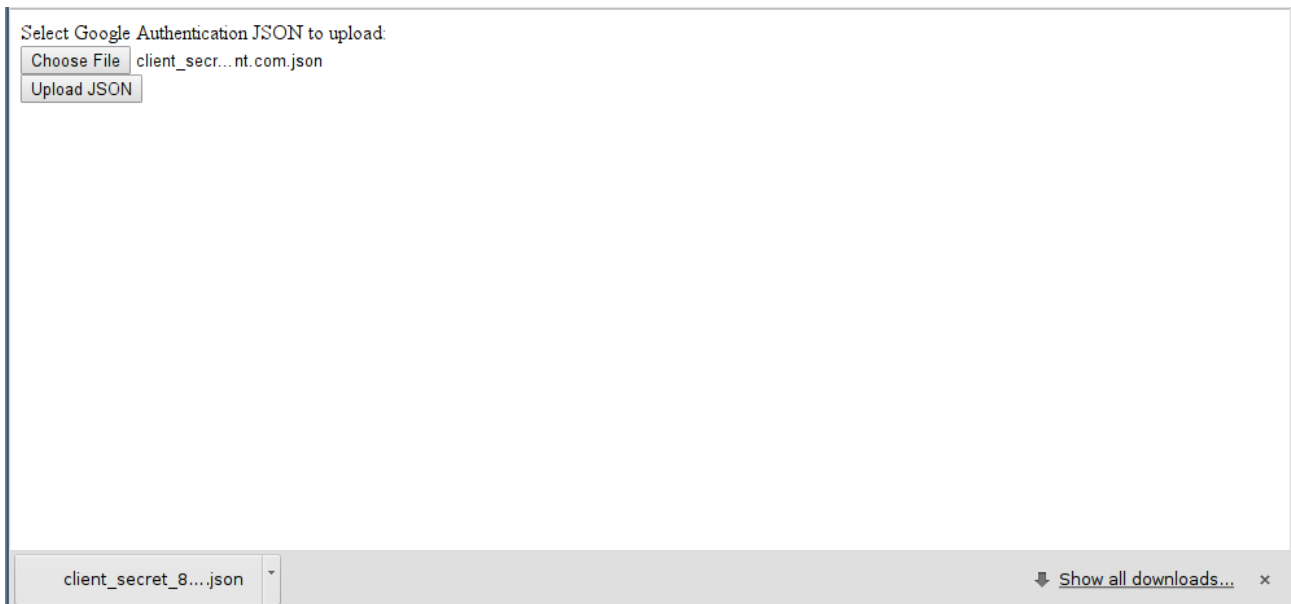 Select Google Authentication JSON to upload:
Choose File client_secr...nt.com.json
Upload JSON
client_secret_8....json Show all downloads... ×